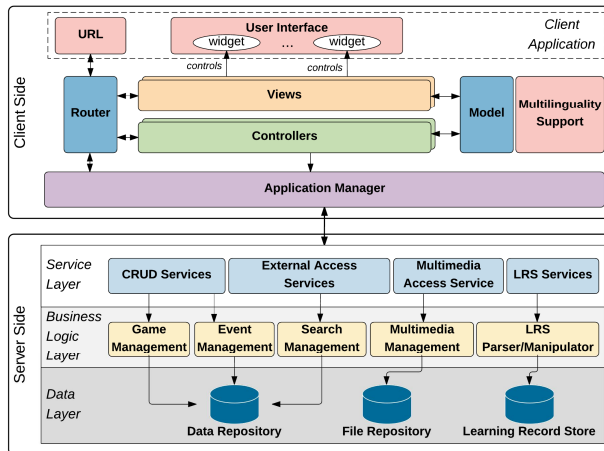 Client Side
URL
User Interface
widget
...
widget
Client
Application
controls
controls
Router
Views
Controllers
Model
Multilinguality
Support
Application Manager
Server Side
Service
Layer
CRUD Services
External Access
Services
Multimedia
Access Service
LRS Services
Business
Logic
Layer
Game
Management
Event
Management
Search
Management
Multimedia
Management
LRS
Parser/Manipulator
Data
Layer
Data Repository
File Repository
Learning Record Store